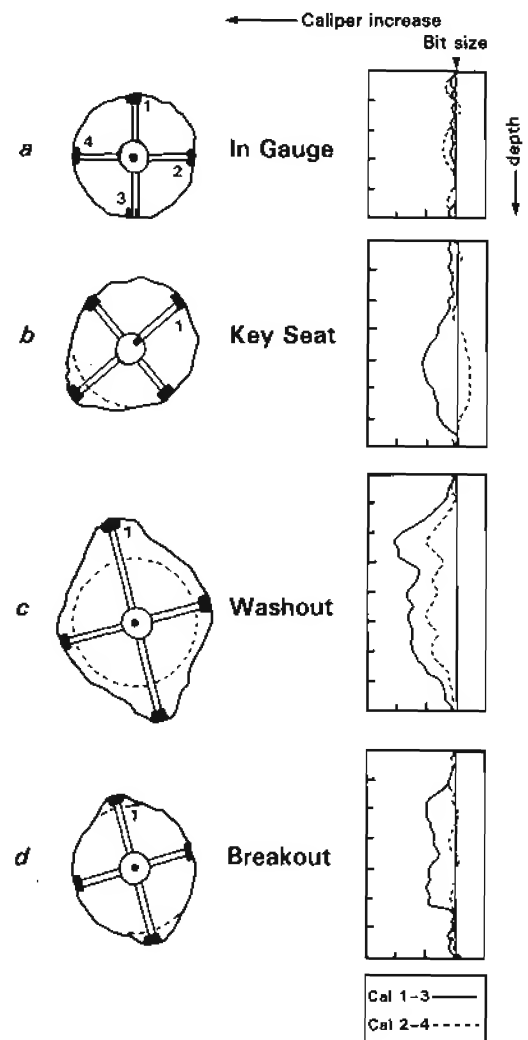 Caliper increase
Bit size
depth
a
1
4
2
3
In Gauge
b
1
Key Seat
c
1
Washout
d
1
Breakout
Cal 1-3
Cal 2-4